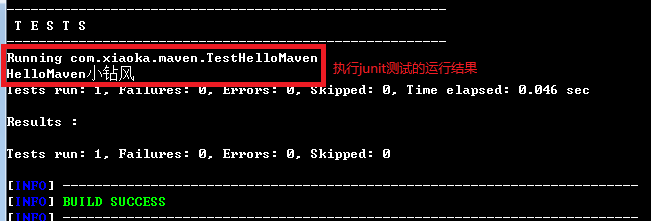 -------------------------------------------------------
T E S T S
-------------------------------------------------------
Running com.xiaoka.maven.TestHelloMaven
HelloMaven小钻风
执行junit测试的运行结果
Tests run: 1, Failures: 0, Errors: 0, Skipped: 0, Time elapsed: 0.046 sec
Results :
Tests run: 1, Failures: 0, Errors: 0, Skipped: 0
[INFO] ------------------------------------------------------------------------
[INFO] BUILD SUCCESS
[INFO] ------------------------------------------------------------------------